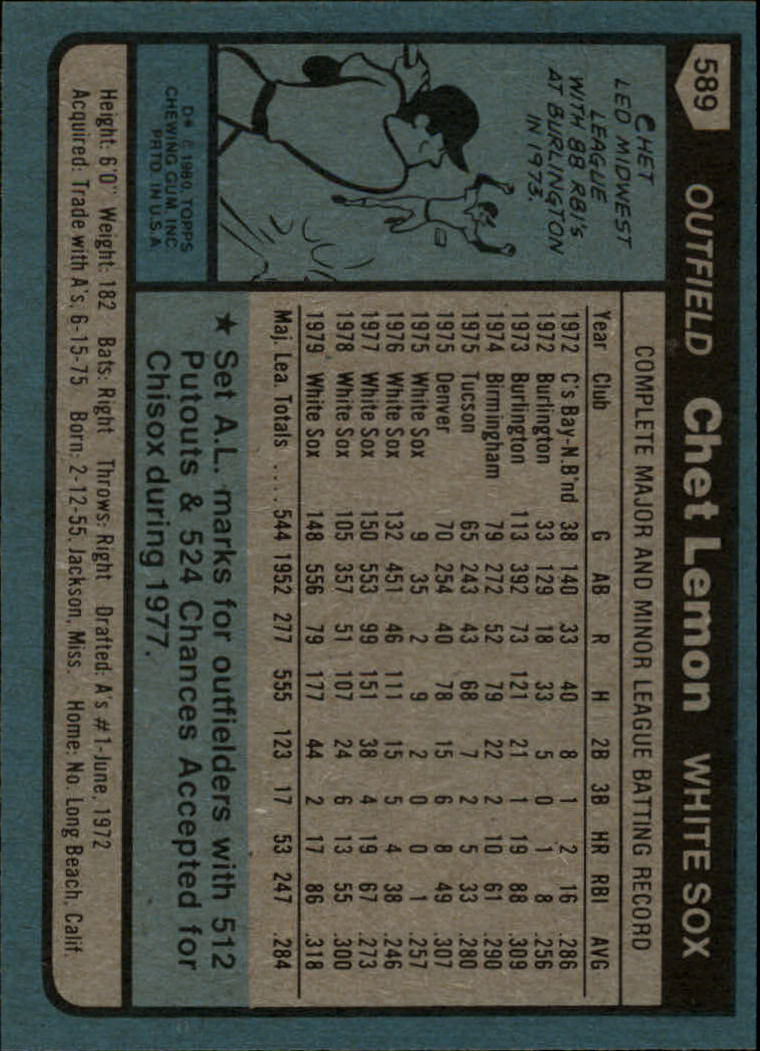 589 OUTFIELD Chet Lemon WHITE SOX
CHET
LED MIDWEST
LEAGUE
WITH 88 RBI's
AT BURLINGTON
IN 1973.
D* © 1980 TOPPS
CHEWING GUM, INC.
PRTD. IN U.S.A.
COMPLETE MAJOR AND MINOR LEAGUE BATTING RECORD
Year Club G AB R H 2B 3B HR RBI AVG
1972 C's Bay-N.B'nd 38 140 33 40 8 1 2 16 .286
1972 Burlington 33 129 18 33 5 0 1 8 .256
1973 Burlington 113 392 73 121 21 1 19 88 .309
1974 Birmingham 79 272 52 79 22 2 10 61 .290
1975 Tucson 65 243 43 68 7 2 5 33 .280
1975 Denver 70 254 40 78 15 6 8 49 .307
1975 White Sox 9 35 2 9 2 0 0 1 .257
1976 White Sox 132 451 46 111 15 5 4 38 .246
1977 White Sox 150 553 99 151 38 4 19 67 .273
1978 White Sox 105 357 51 107 24 6 13 55 .300
1979 White Sox 148 556 79 177 44 2 17 86 .318
Maj. Lea. Totals .... 544 1952 277 555 123 17 53 247 .284
★ Set A.L. marks for outfielders with 512
Putouts & 524 Chances Accepted for
Chisox during 1977.
Height: 6'0" Weight: 182 Bats: Right Throws: Right Drafted: A's #1-June, 1972
Acquired: Trade with A's, 6-15-75 Born: 2-12-55, Jackson, Miss. Home: No. Long Beach, Calif.